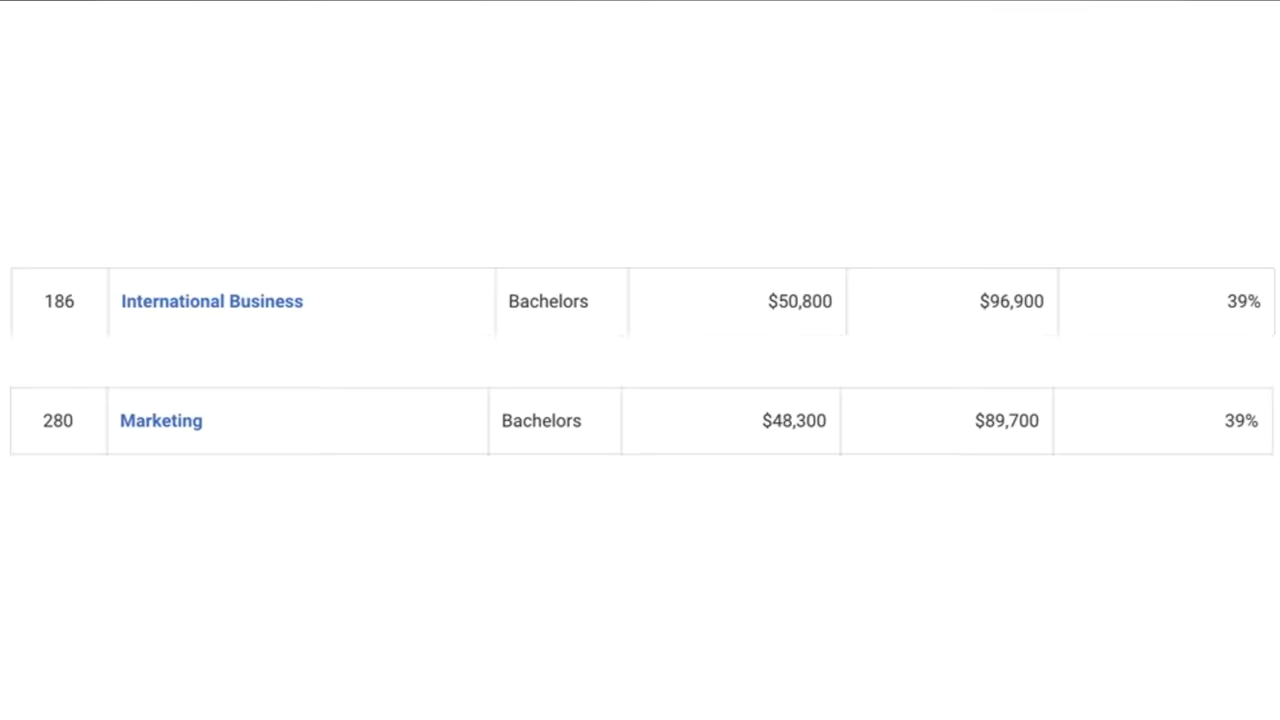 186 International Business Bachelors $50,800 $96,900 39%
280 Marketing Bachelors $48,300 $89,700 39%